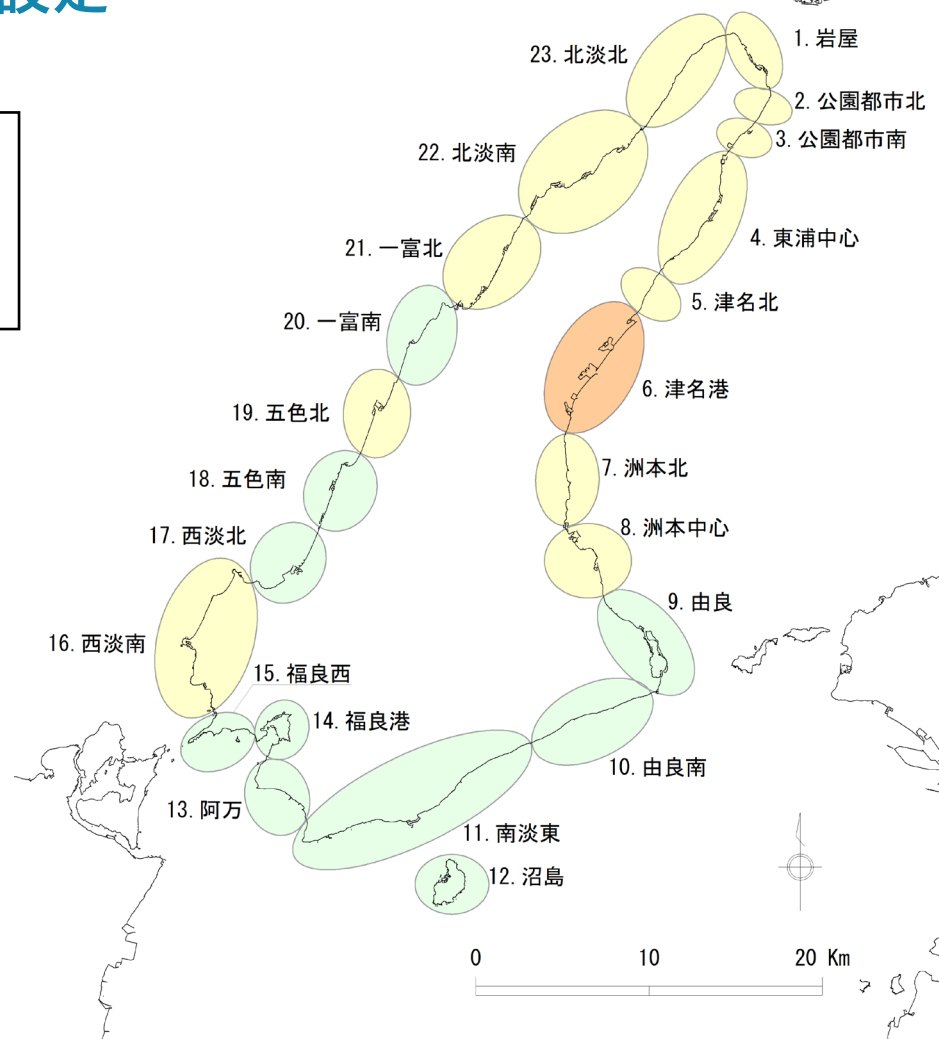 設定
1. 岩屋
2. 公園都市北
3. 公園都市南
4. 東浦中心
5. 津名北
6. 津名港
7. 洲本北
8. 洲本中心
9. 由良
10. 由良南
11. 南淡東
12. 沼島
13. 阿万
14. 福良港
15. 福良西
16. 西淡南
17. 西淡北
18. 五色南
19. 五色北
20. 一富南
21. 一富北
22. 北淡南
23. 北淡北
0 10 20 Km